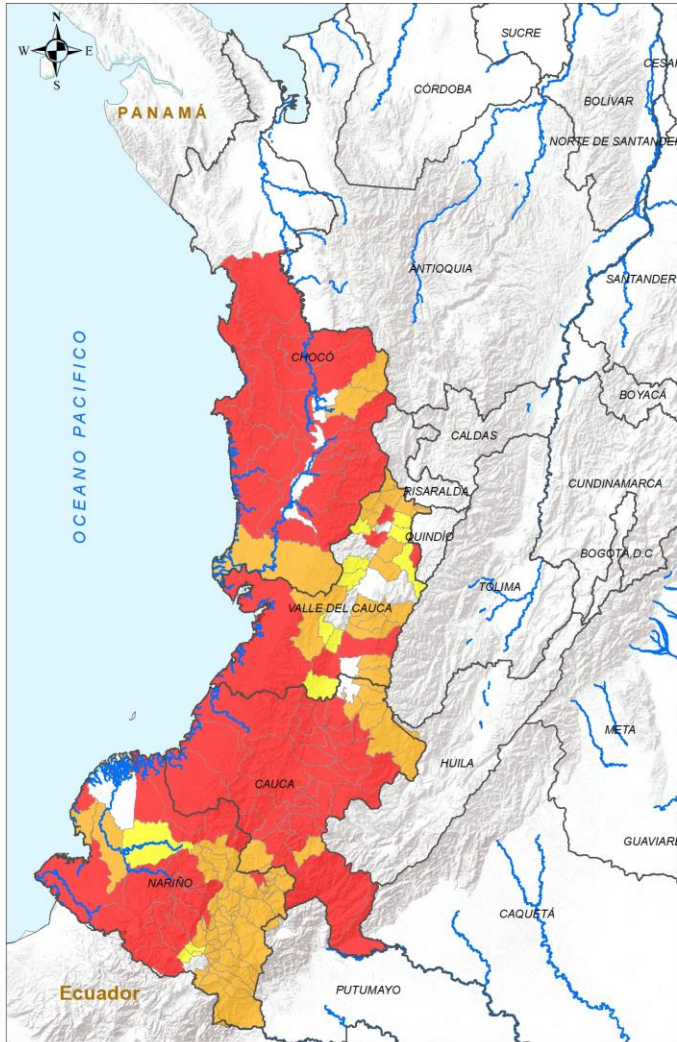 N
W E
S
SUCRE
CESAR
CÓRDOBA
BOLÍVAR
PANAMÁ
NORTE DE SANTANDER
ANTIOQUIA
SANTANDER
OCEANO PACIFICO
CHOCÓ
BOYACÁ
CALDAS
CUNDINAMARCA
RISARALDA
QUINDÍO
BOGOTÁ, D.C
TOLIMA
VALLE DEL CAUCA
META
HUILA
CAUCA
GUAVIARE
NARIÑO
CAQUETÁ
PUTUMAYO
Ecuador